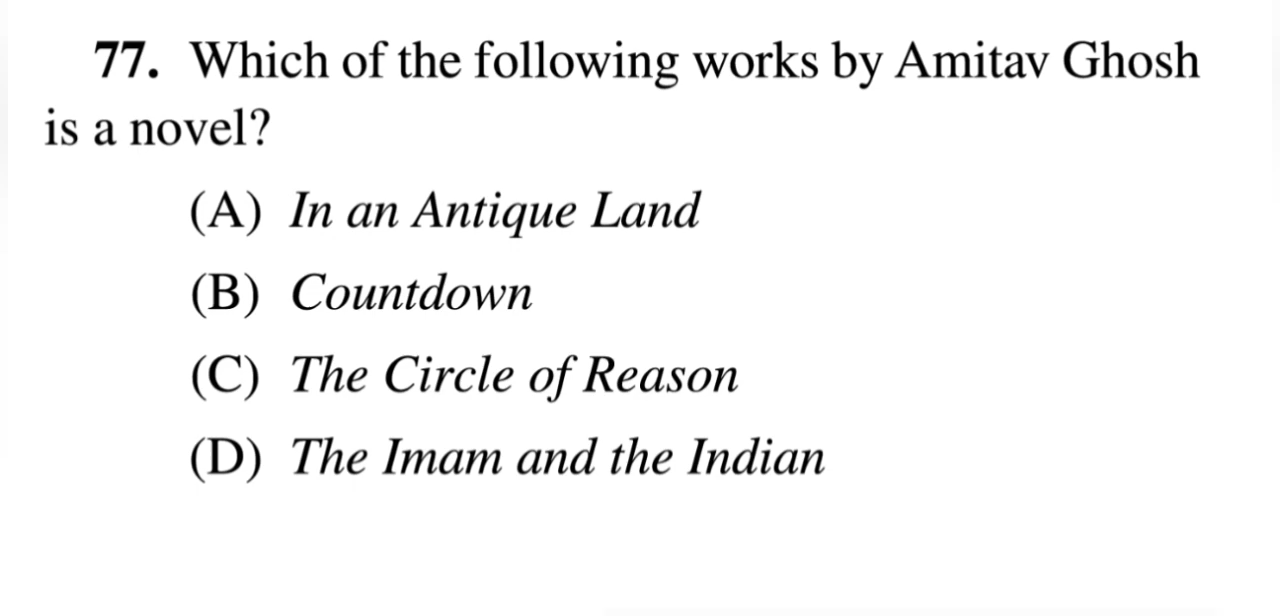 77. Which of the following works by Amitav Ghosh
is a novel?
(A) In an Antique Land
(B) Countdown
(C) The Circle of Reason
(D) The Imam and the Indian